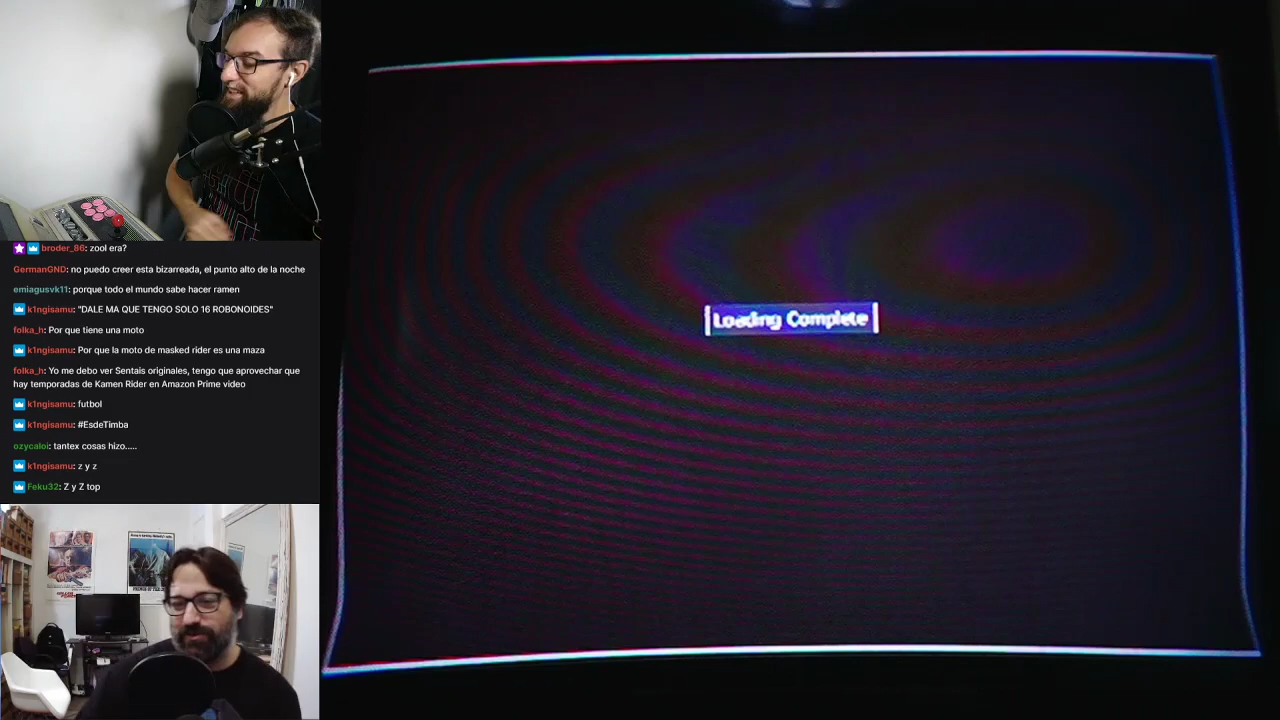 broder_86: zool era?
GermanGND: no puedo creer esta bizarreada, el punto alto de la noche
emiagusvk11: porque todo el mundo sabe hacer ramen
k1ngisamu: "DALE MA QUE TENGO SOLO 16 ROBONOIDES"
folka_h: Por que tiene una moto
k1ngisamu: Por que la moto de masked rider es una maza
folka_h: Yo me debo ver Sentais originales, tengo que aprovechar que
hay temporadas de Kamen Rider en Amazon Prime video
k1ngisamu: futbol
k1ngisamu: #EsdeTimba
ozycaloi: tantex cosas hizo.....
k1ngisamu: z y z
Feku32: Z y Z top
Loading Complete